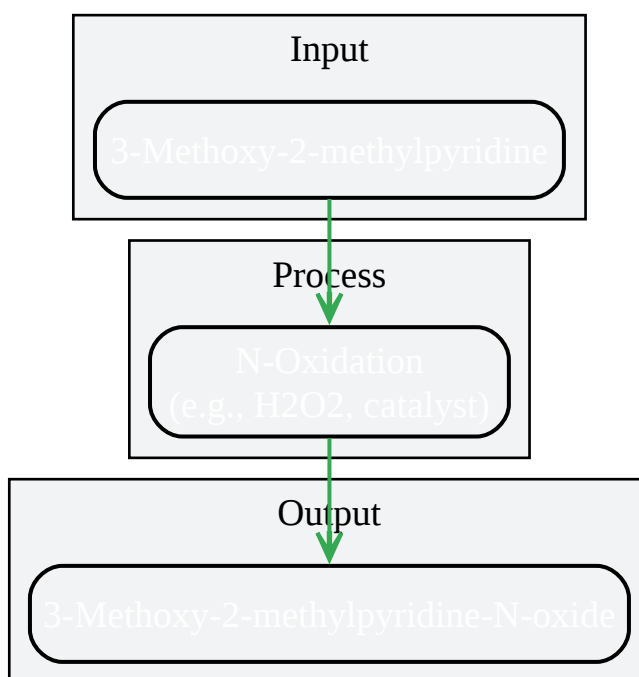 Input
3-Methoxy-2-methylpyridine
Process
N-Oxidation
(e.g., H2O2, catalyst)
Output
3-Methoxy-2-methylpyridine-N-oxide